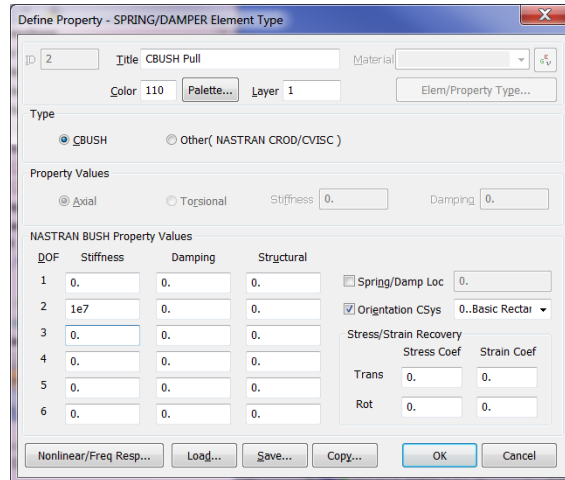 Define Property - SPRING/DAMPER Element Type
ID 2 Title CBUSH Pull Material
Color 110 Palette... Layer 1 Elem/Property Type...
Type
CBUSH Other( NASTRAN CROD/CVISC )
Property Values
Axial Torsional Stiffness 0. Damping 0.
NASTRAN BUSH Property Values
DOF Stiffness Damping Structural
1 0. 0. 0. Spring/Damp Loc 0.
2 1e7 0. 0. Orientation CSys 0..Basic Rectar
3 0. 0. 0. Stress/Strain Recovery
Stress Coef Strain Coef
4 0. 0. 0. Trans 0. 0.
5 0. 0. 0.
6 0. 0. 0. Rot 0. 0.
Nonlinear/Freq Resp... Load... Save... Copy... OK Cancel